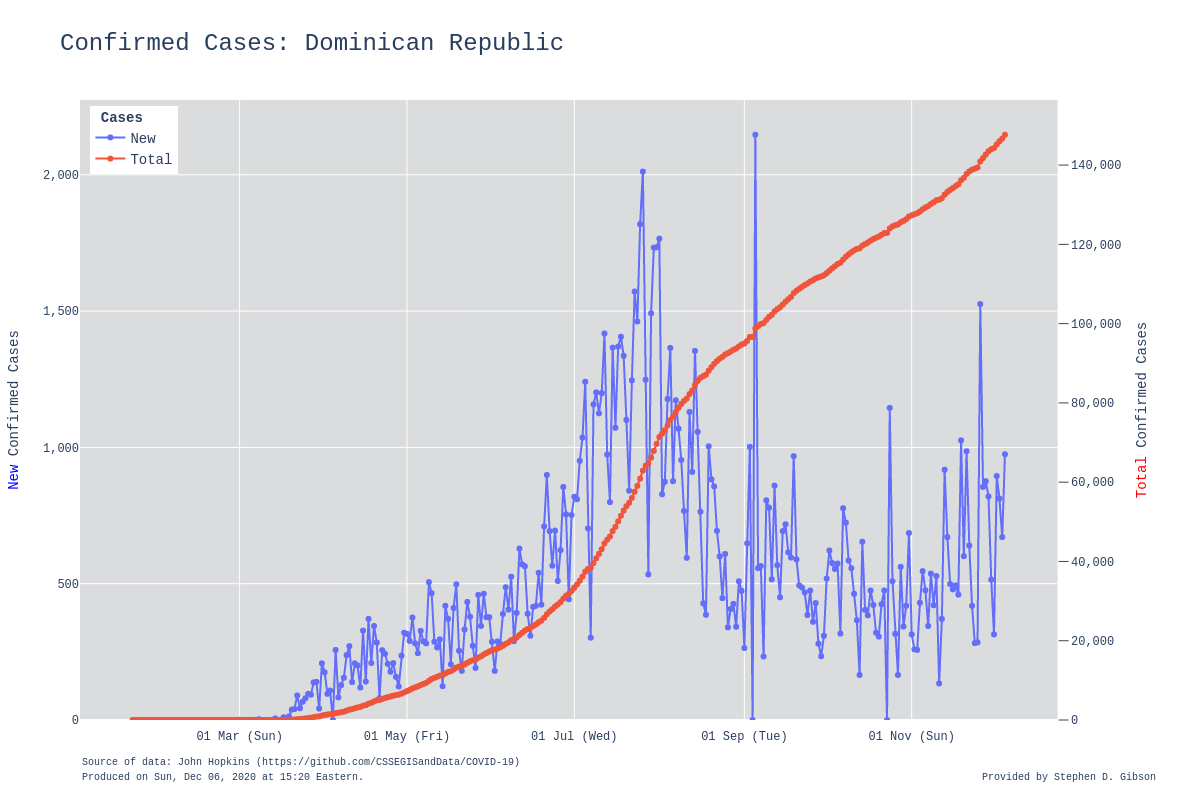 Confirmed Cases: Dominican Republic
Cases
New
Total
2,000
1,500
1,000
500
0
140,000
120,000
100,000
80,000
60,000
40,000
20,000
0
New Confirmed Cases
Total Confirmed Cases
01 Mar (Sun)
01 May (Fri)
01 Jul (Wed)
01 Sep (Tue)
01 Nov (Sun)
Source of data: John Hopkins (https://github.com/CSSEGISandData/COVID-19)
Produced on Sun, Dec 06, 2020 at 15:20 Eastern.
Provided by Stephen D. Gibson